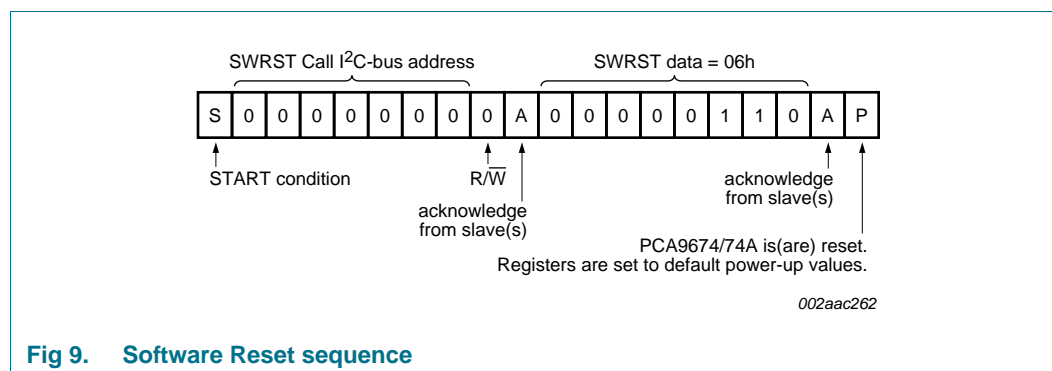 SWRST Call I²C-bus address
SWRST data = 06h
S 0 0 0 0 0 0 0 0 A 0 0 0 0 0 1 1 0 A P
START condition
R/W̅
acknowledge
from slave(s)
acknowledge
from slave(s)
PCA9674/74A is(are) reset.
Registers are set to default power-up values.
002aac262
Fig 9. Software Reset sequence